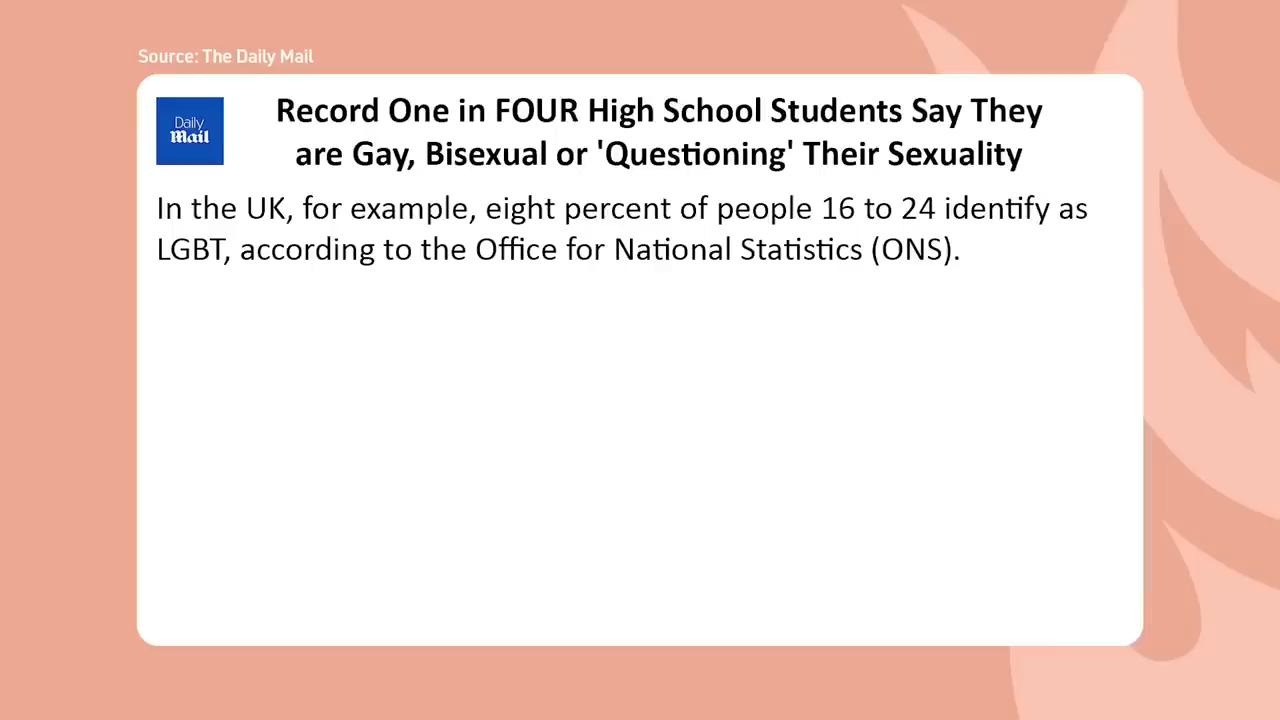 Source: The Daily Mail
Daily
Mail
Record One in FOUR High School Students Say They
are Gay, Bisexual or 'Questioning' Their Sexuality
In the UK, for example, eight percent of people 16 to 24 identify as
LGBT, according to the Office for National Statistics (ONS).